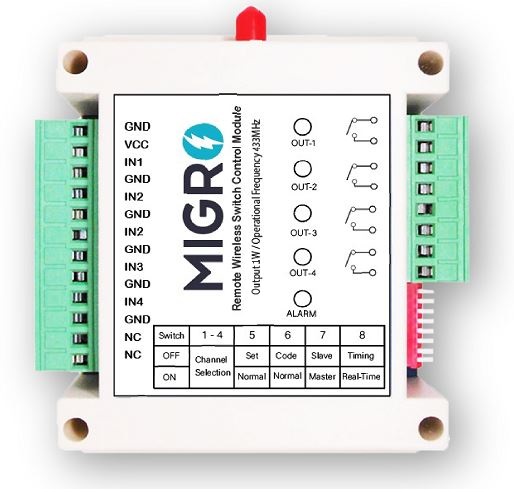 GND
VCC
IN1
GND
IN2
GND
IN2
GND
IN3
GND
IN4
GND
NC
NC
MIGRO
Remote Wireless Switch Control Module
Output 1W / Operational Frequency 433MHz
OUT-1
OUT-2
OUT-3
OUT-4
ALARM
Switch 1 - 4 5 6 7 8
OFF Channel Selection Set Code Slave Timing
ON Normal Normal Master Real-Time